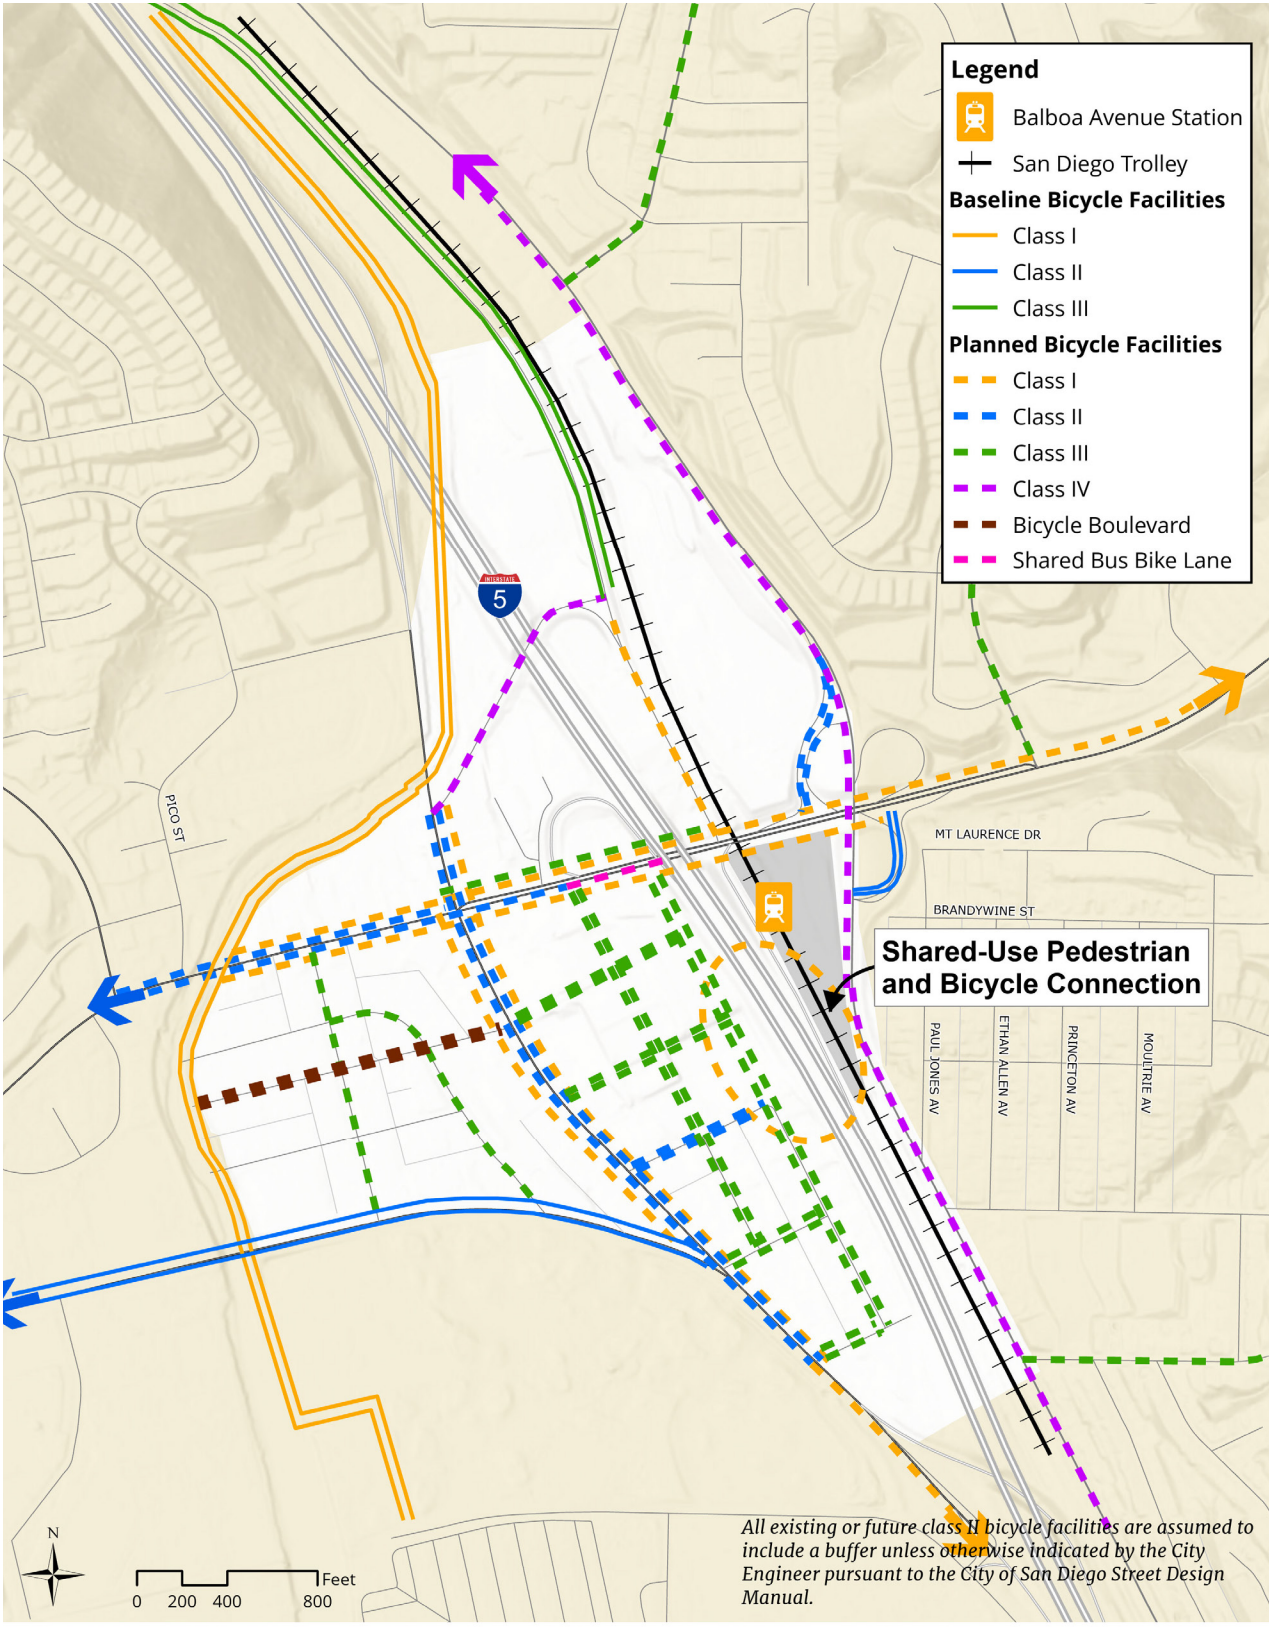 Legend
Balboa Avenue Station
San Diego Trolley
Baseline Bicycle Facilities
Class I
Class II
Class III
Planned Bicycle Facilities
Class I
Class II
Class III
Class IV
Bicycle Boulevard
Shared Bus Bike Lane
INTERSTATE
5
PICO ST
MT LAURENCE DR
BRANDYWINE ST
Shared-Use Pedestrian
and Bicycle Connection
PAUL JONES AV
ETHAN ALLEN AV
PRINCETON AV
MOULTRIE AV
All existing or future class II bicycle facilities are assumed to
include a buffer unless otherwise indicated by the City
Engineer pursuant to the City of San Diego Street Design
Manual.
N
Feet
0 200 400 800